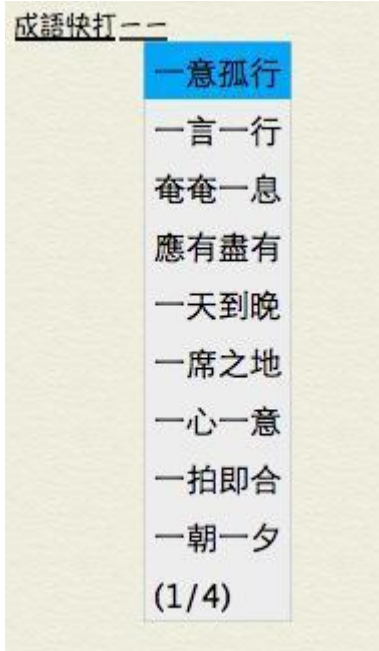 成語快打一一
一意孤行
一言一行
奄奄一息
應有盡有
一天到晚
一席之地
一心一意
一拍即合
一朝一夕
(1/4)